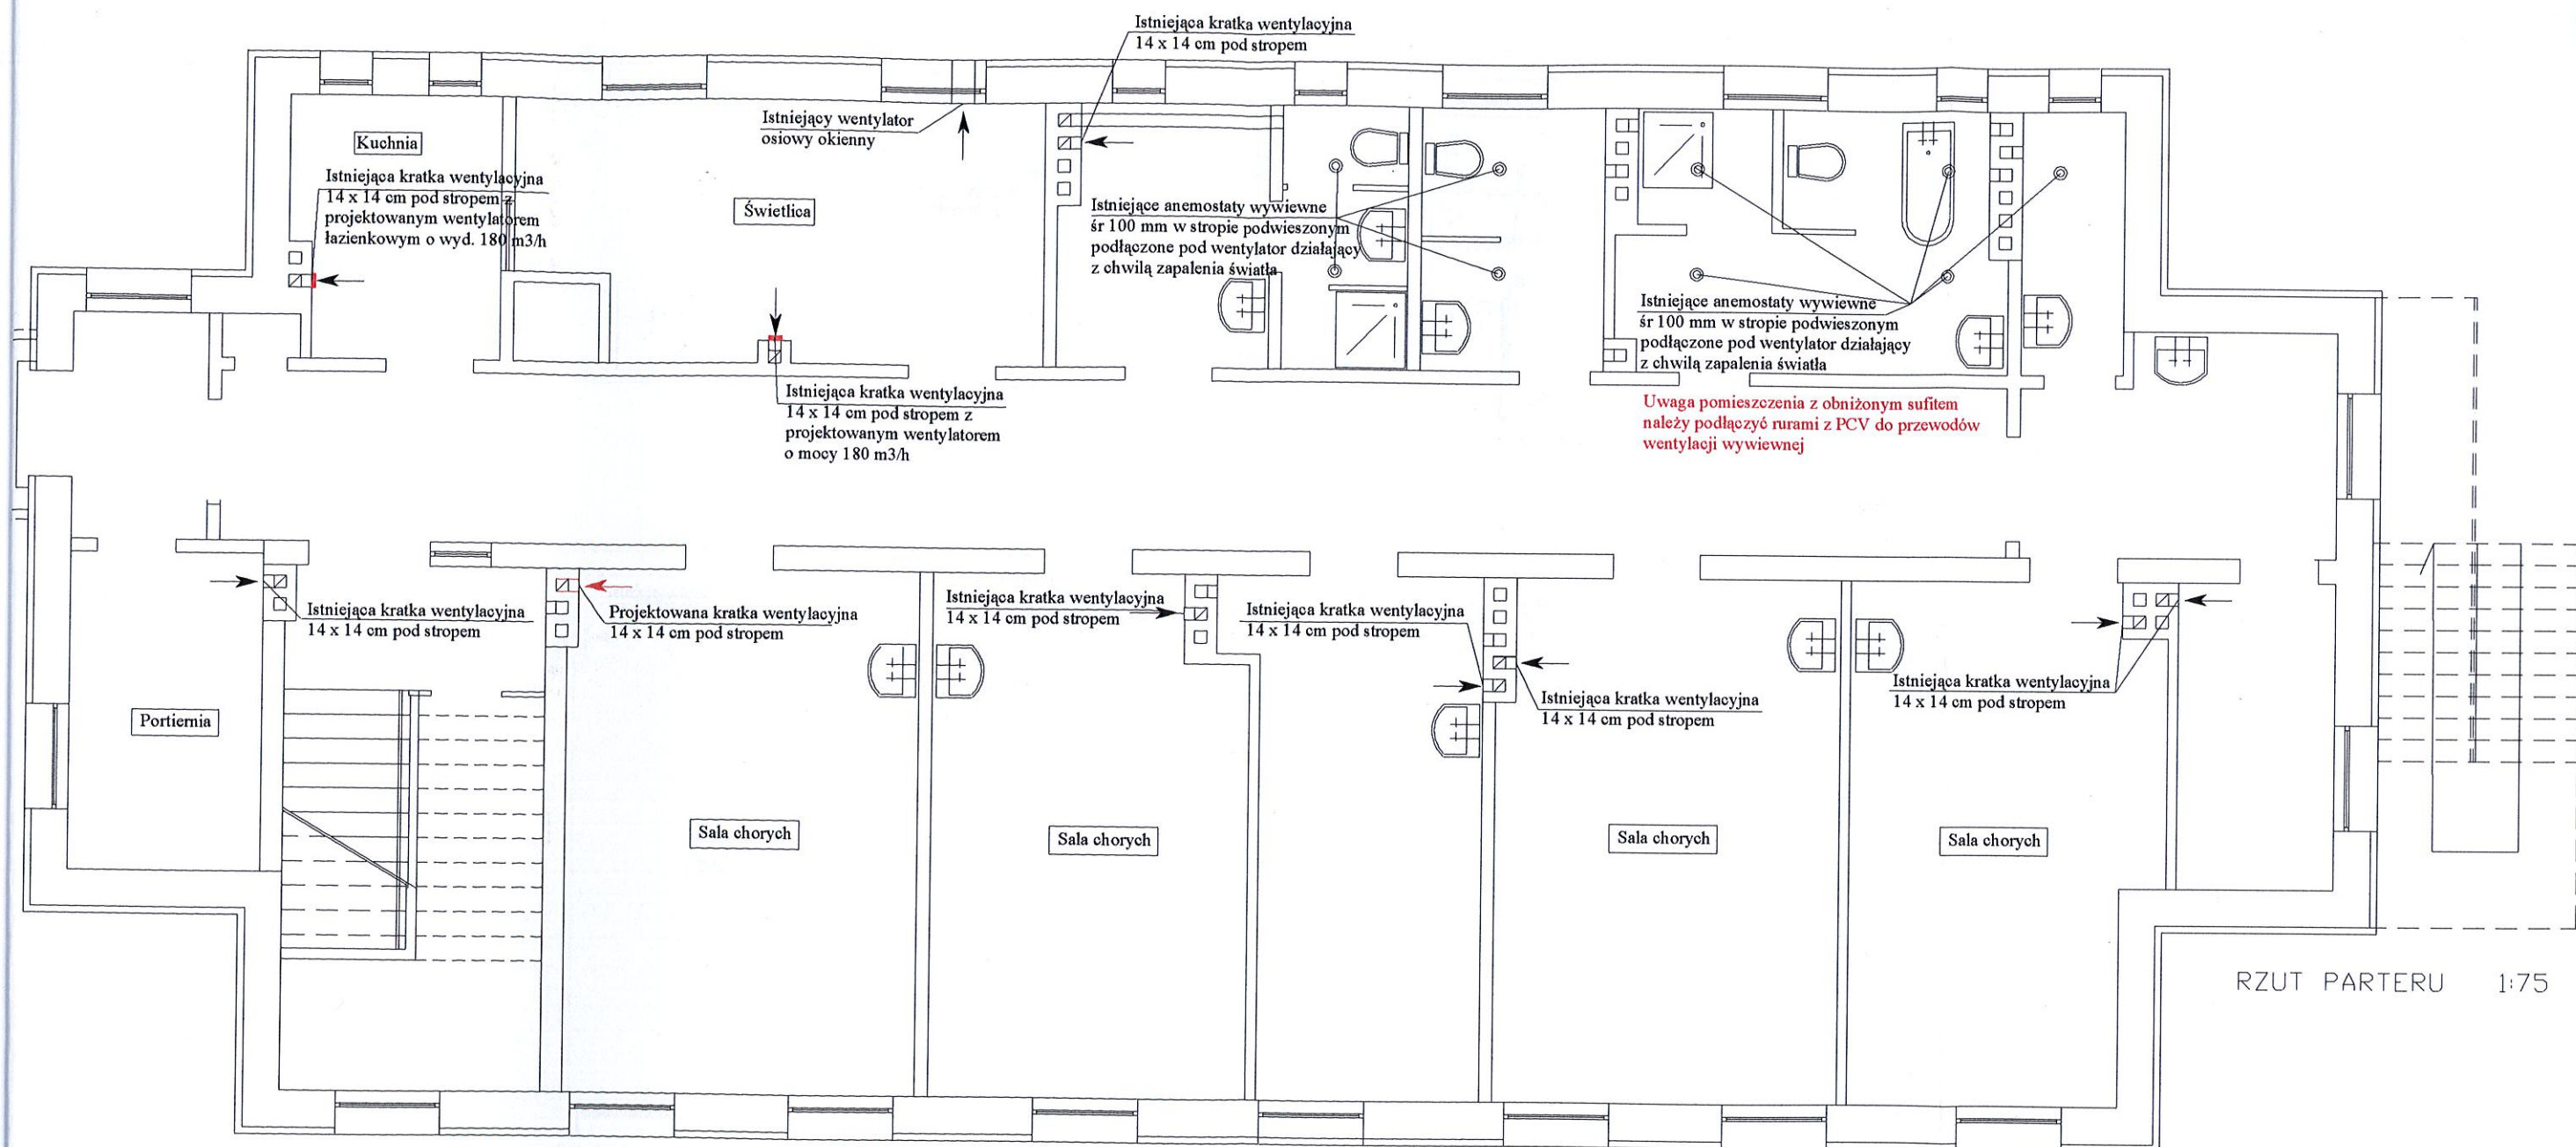 Istniejąca kratka wentylacyjna
14 x 14 cm pod stropem
Istniejący wentylator
osiowy okienny
Kuchnia
Istniejąca kratka wentylacyjna
14 x 14 cm pod stropem z
projektowanym wentylatorem
łazienkowym o wyd. 180 m3/h
Świetlica
Istniejące anemostaty wywiewne
śr 100 mm w stropie podwieszonym
podłączone pod wentylator działający
z chwilą zapalenia światła
Istniejące anemostaty wywiewne
śr 100 mm w stropie podwieszonym
podłączone pod wentylator działający
z chwilą zapalenia światła
Istniejąca kratka wentylacyjna
14 x 14 cm pod stropem z
projektowanym wentylatorem
o mocy 180 m3/h
Uwaga pomieszczenia z obniżonym sufitem
należy podłączyć rurami z PCV do przewodów
wentylacji wywiewnej
Istniejąca kratka wentylacyjna
14 x 14 cm pod stropem
Projektowana kratka wentylacyjna
14 x 14 cm pod stropem
Istniejąca kratka wentylacyjna
14 x 14 cm pod stropem
Istniejąca kratka wentylacyjna
14 x 14 cm pod stropem
Istniejąca kratka wentylacyjna
14 x 14 cm pod stropem
Istniejąca kratka wentylacyjna
14 x 14 cm pod stropem
Portiernia
Sala chorych
Sala chorych
Sala chorych
Sala chorych
RZUT PARTERU 1:75